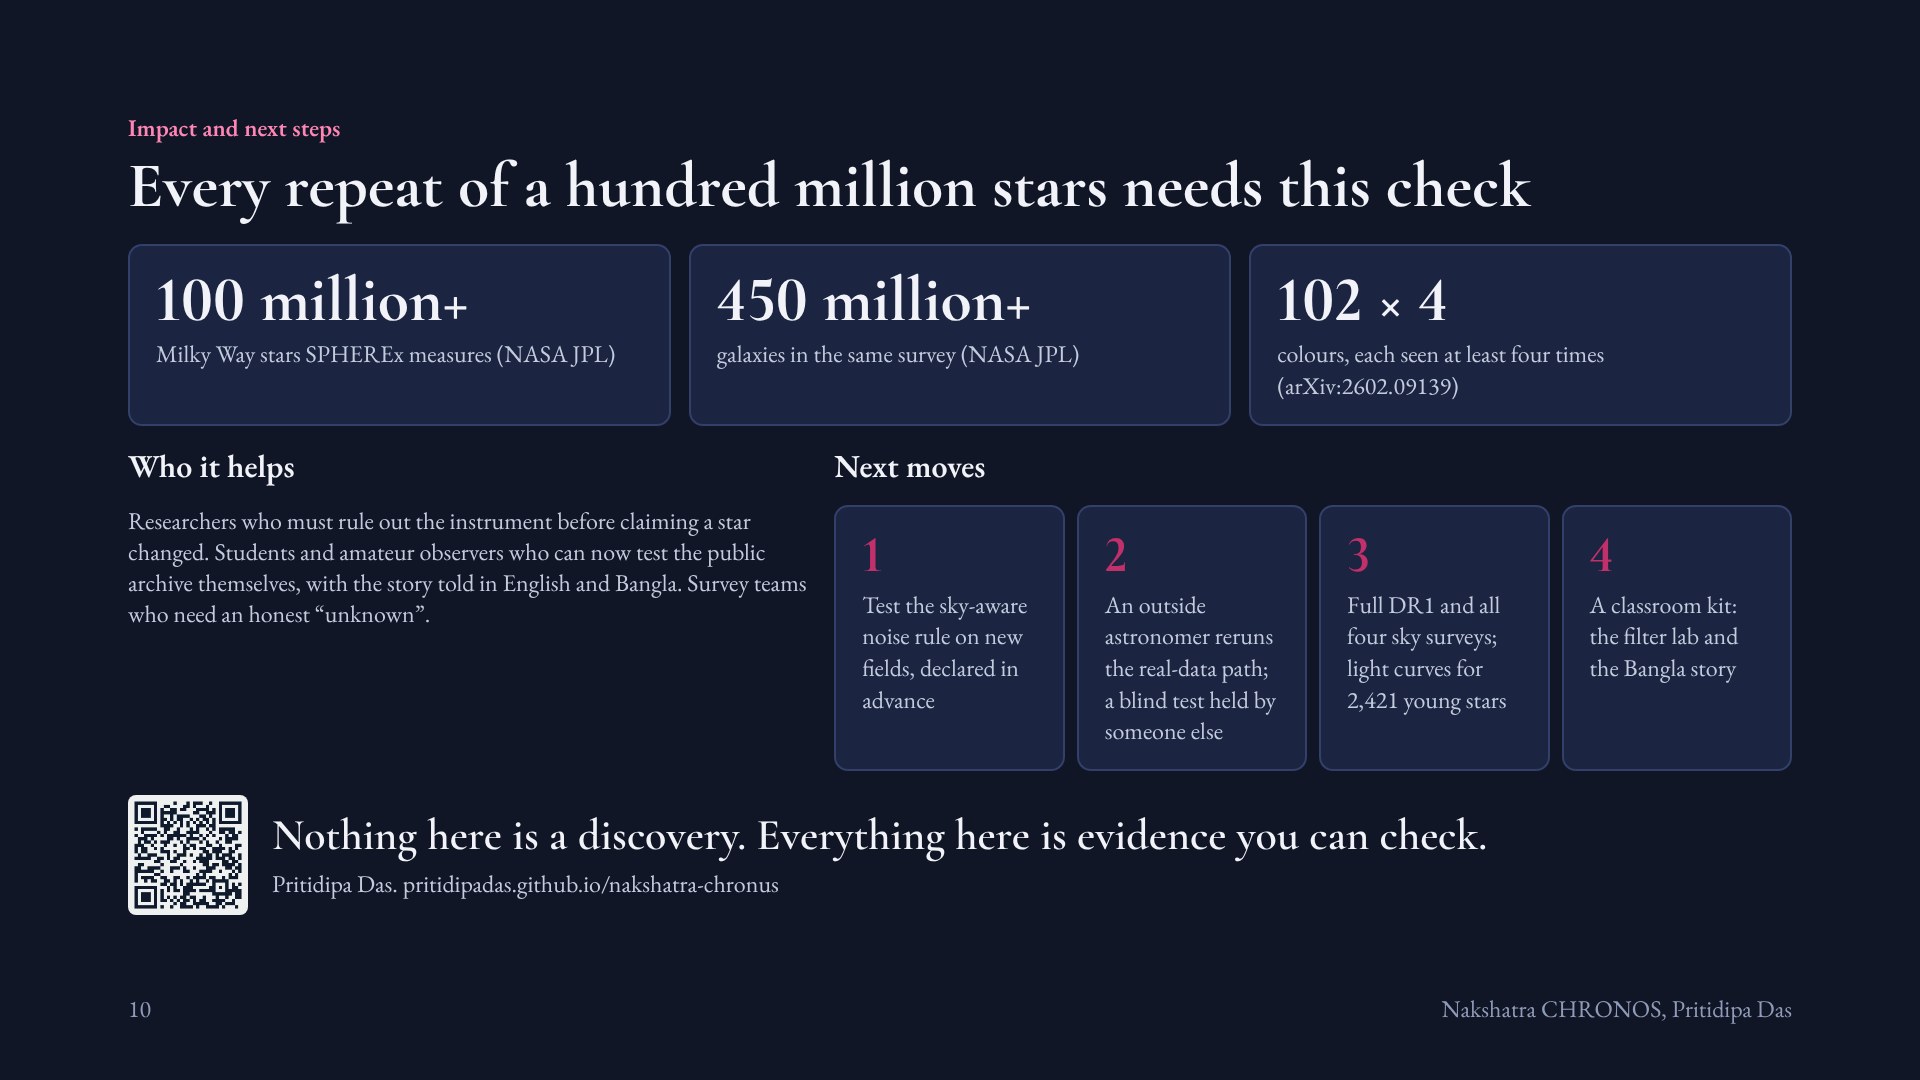 Impact and next steps
Every repeat of a hundred million stars needs this check
100 million+
Milky Way stars SPHEREx measures (NASA JPL)
450 million+
galaxies in the same survey (NASA JPL)
102 × 4
colours, each seen at least four times
(arXiv:2602.09139)
Who it helps
Researchers who must rule out the instrument before claiming a star
changed. Students and amateur observers who can now test the public
archive themselves, with the story told in English and Bangla. Survey teams
who need an honest “unknown”.
Next moves
1
Test the sky-aware
noise rule on new
fields, declared in
advance
2
An outside
astronomer reruns
the real-data path;
a blind test held by
someone else
3
Full DR1 and all
four sky surveys;
light curves for
2,421 young stars
4
A classroom kit:
the filter lab and
the Bangla story
Nothing here is a discovery. Everything here is evidence you can check.
Pritidipa Das. pritidipadas.github.io/nakshatra-chronus
10
Nakshatra CHRONOS, Pritidipa Das